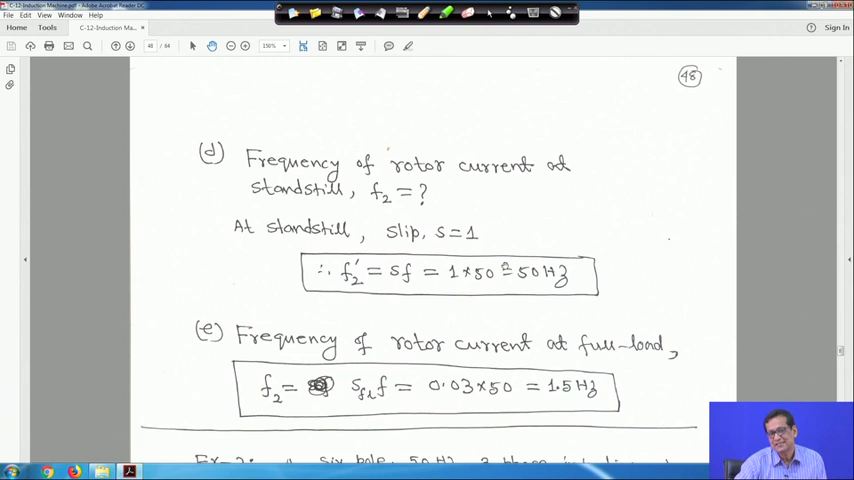 C-12-Induction Ma...pdf - Adobe Acrobat Reader DC
File Edit View Window Help
Home Tools C-12-Induction Ma... × Sign In
48 / 64 150%
48
(d) Frequency of rotor current at
standstill, f₂ = ?
At standstill, slip, s = 1
∴ f₂′ = sf = 1×50 = 50 Hz
(e) Frequency of rotor current at full-load,
f₂ = s_fl f = 0.03×50 = 1.5 Hz